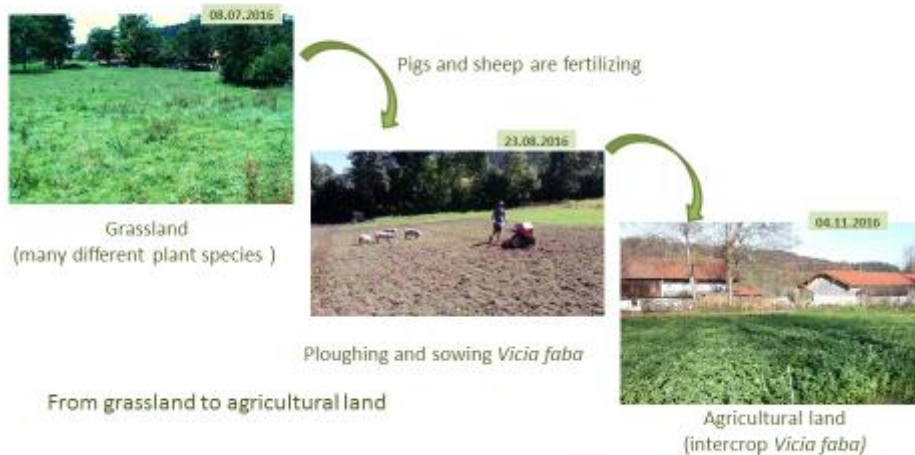 08.07.2016
Pigs and sheep are fertilizing
23.08.2016
Grassland
(many different plant species )
04.11.2016
Ploughing and sowing Vicia faba
From grassland to agricultural land
Agricultural land
(intercrop Vicia faba)